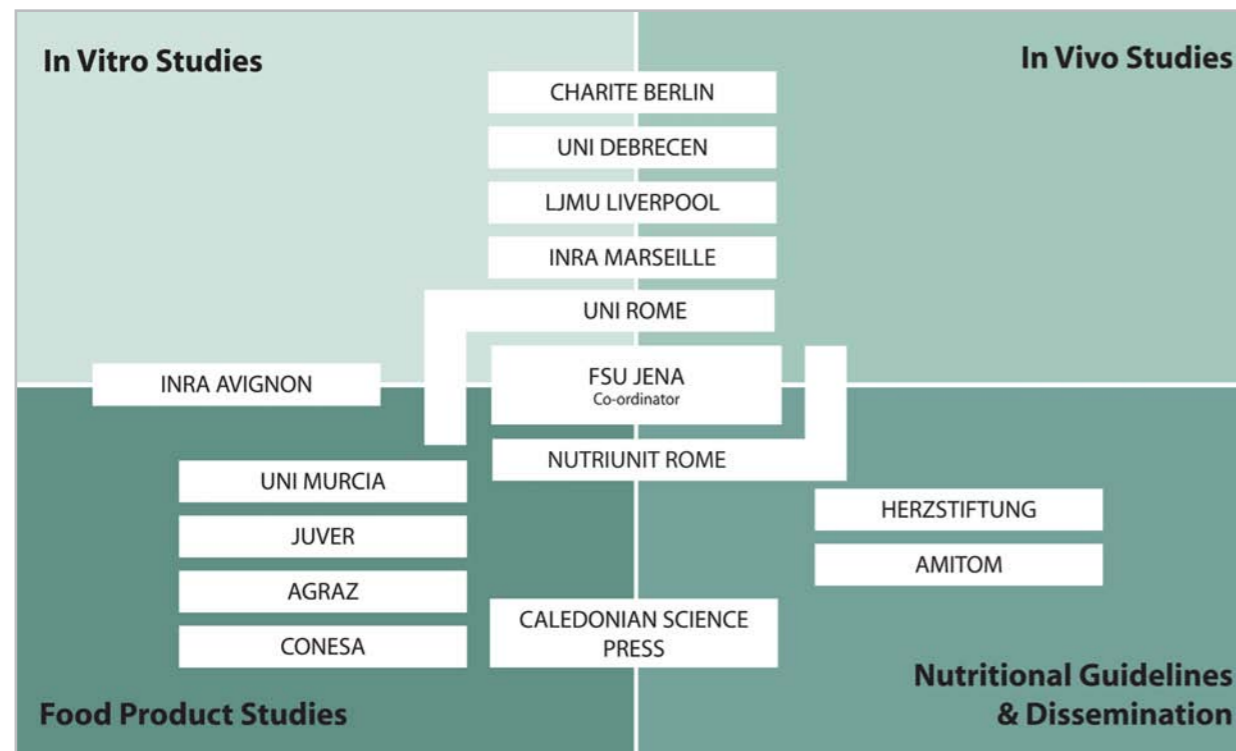 In Vitro Studies
In Vivo Studies
CHARITE BERLIN
UNI DEBRECEN
LJMU LIVERPOOL
INRA MARSEILLE
UNI ROME
INRA AVIGNON
FSU JENA
Co-ordinator
NUTRIUNIT ROME
UNI MURCIA
JUVER
AGRAZ
CONESA
HERZSTIFTUNG
AMITOM
CALEDONIAN SCIENCE
PRESS
Food Product Studies
Nutritional Guidelines
& Dissemination